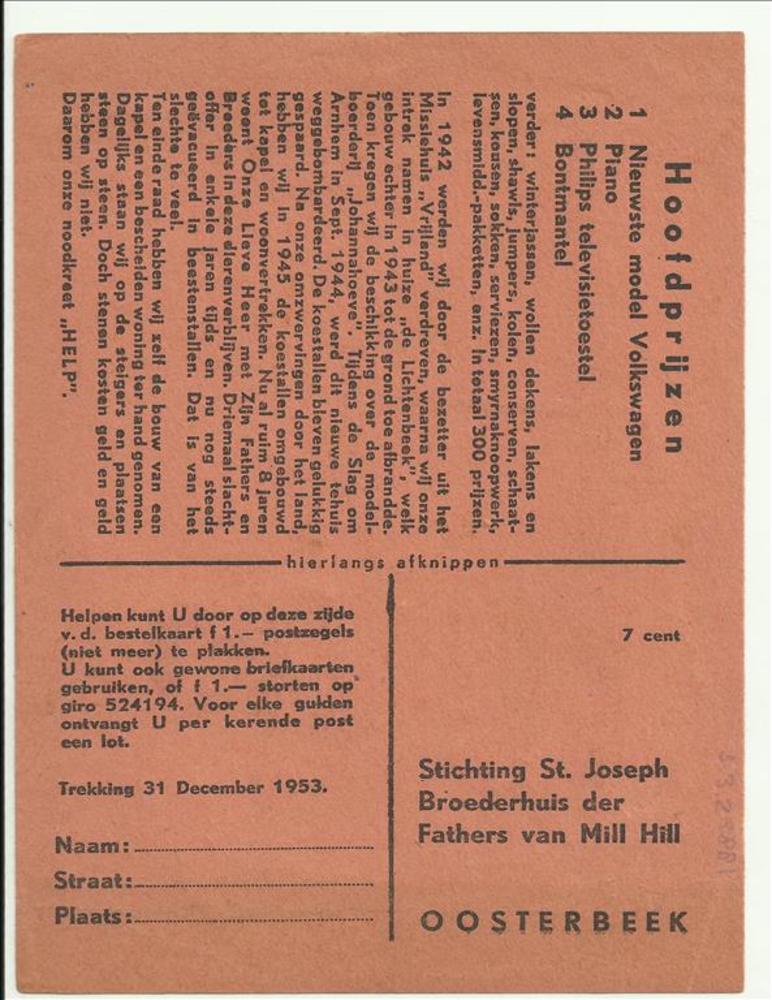 Hoofdprijzen
1 Nieuwste model Volkswagen
2 Piano
3 Philips televisietoestel
4 Bontmantel
verder: winterjassen, wollen dekens, lakens en
slopen, shawls, jumpers, kolen, conserven, schaat-
sen, kousen, sokken, serviezen, smyrnaknoopwerk,
levensmidd.-pakketten, enz. In totaal 300 prijzen.
In 1942 werden wij door de bezetter uit het
Missiehuis „Vrijland” verdreven, waarna wij onze
intrek namen in huize „de Lichtenbeek”, welk
gebouw echter in 1943 tot de grond toe afbrandde.
Toen kregen wij de beschikking over de model-
boerderij „Johannahoeve”. Tijdens de Slag om
Arnhem in Sept. 1944, werd dit nieuwe tehuis
weggebombardeerd. De koestallen bleven gelukkig
gespaard. Na onze omzwervingen door het land,
hebben wij in 1945 de koestallen omgebouwd
tot kapel en woonvertrekken. Nu al ruim 8 jaren
woont Onze Lieve Heer met Zijn Fathers en
Broeders in deze dierenverblijven. Driemaal slacht-
offer in enkele jaren tijds en nu nog steeds
geëvacueerd in beestenstallen. Dat is van het
slechte te veel.
Ten einde raad hebben wij zelf de bouw van een
kapel en een bescheiden woning ter hand genomen.
Dagelijks staan wij op de steigers en plaatsen
steen op steen. Doch stenen kosten geld en geld
hebben wij niet.
Daarom onze noodkreet „HELP”.
hierlangs afknippen
Helpen kunt U door op deze zijde
v. d. bestelkaart f 1.— postzegels
(niet meer) te plakken.
U kunt ook gewone briefkaarten
gebruiken, of f 1.— storten op
giro 524194. Voor elke gulden
ontvangt U per kerende post
een lot.
Trekking 31 December 1953.
Naam:
Straat:
Plaats:
7 cent
Stichting St. Joseph
Broederhuis der
Fathers van Mill Hill
OOSTERBEEK